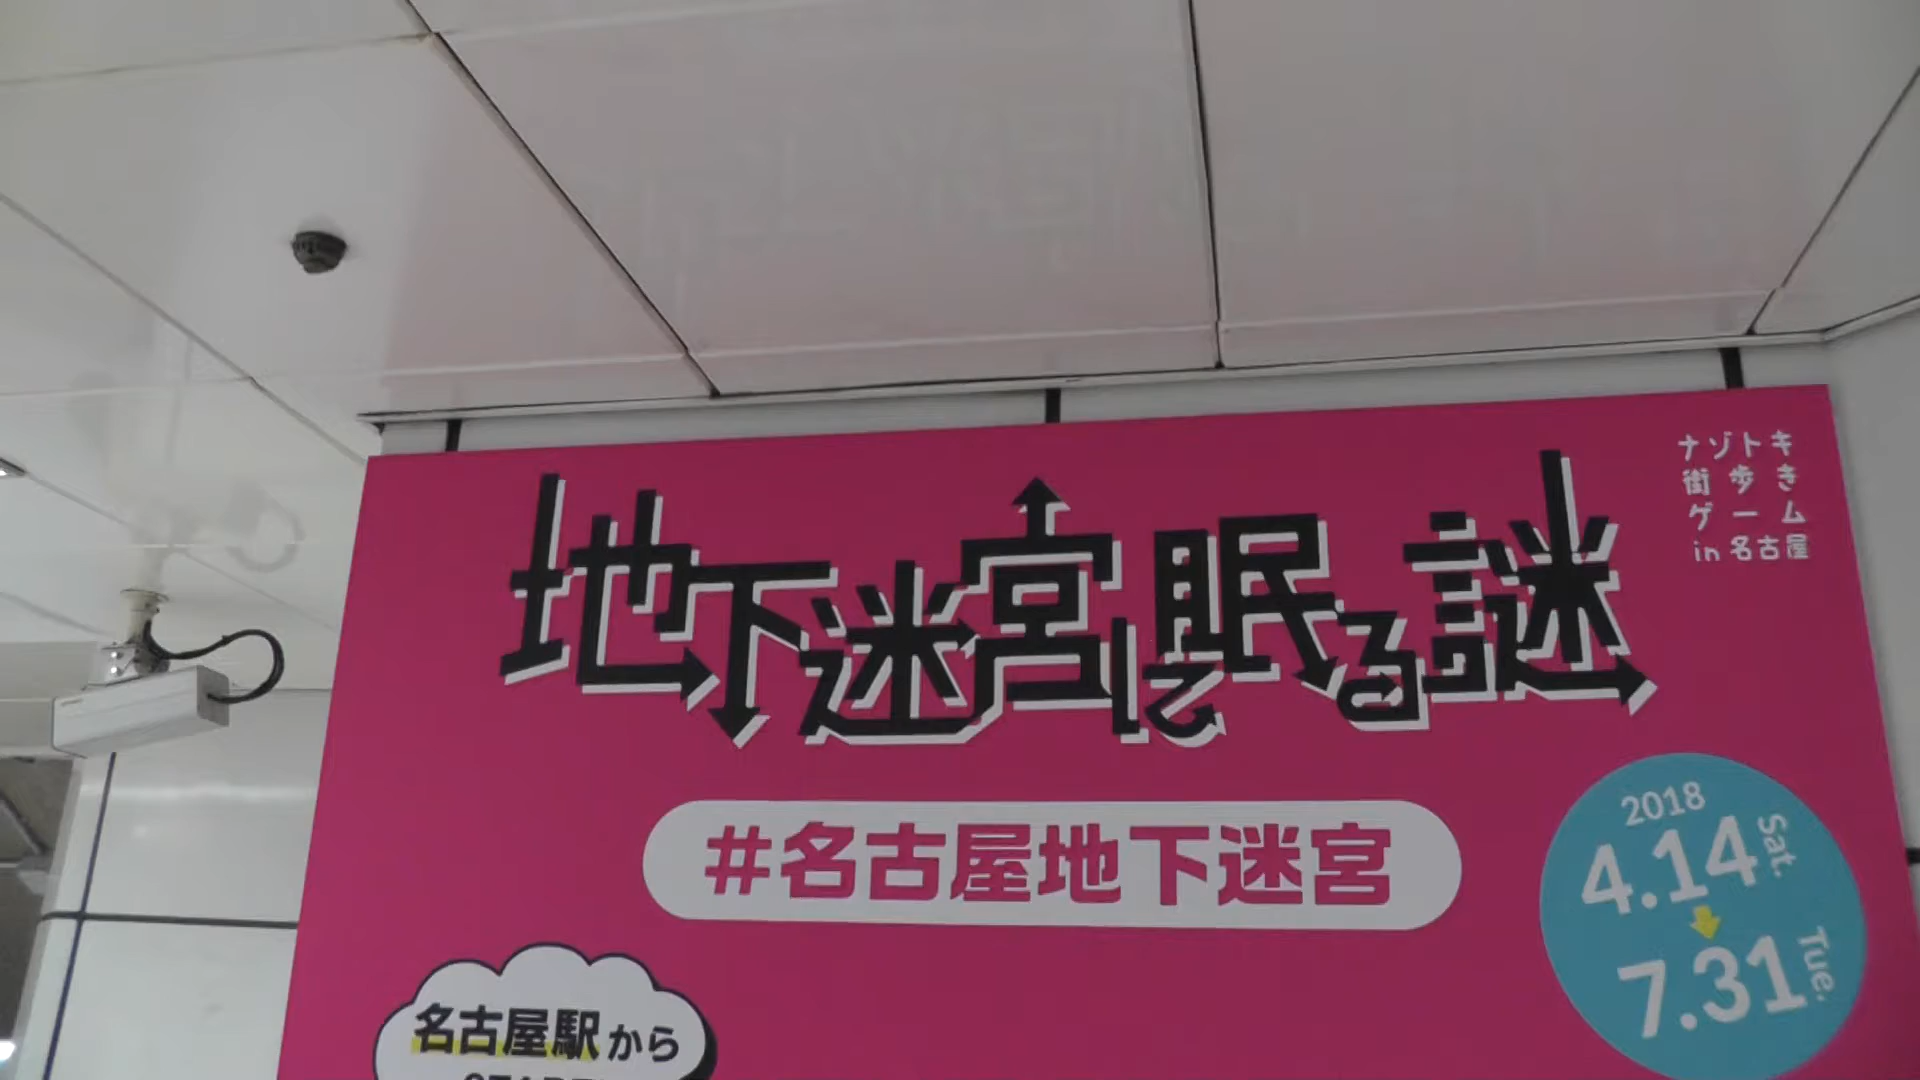 ナゾトキ
街歩き
ゲーム
in 名古屋
地下迷宮に眠る謎
#名古屋地下迷宮
2018
4.14 Sat.
7.31 Tue.
名古屋駅から